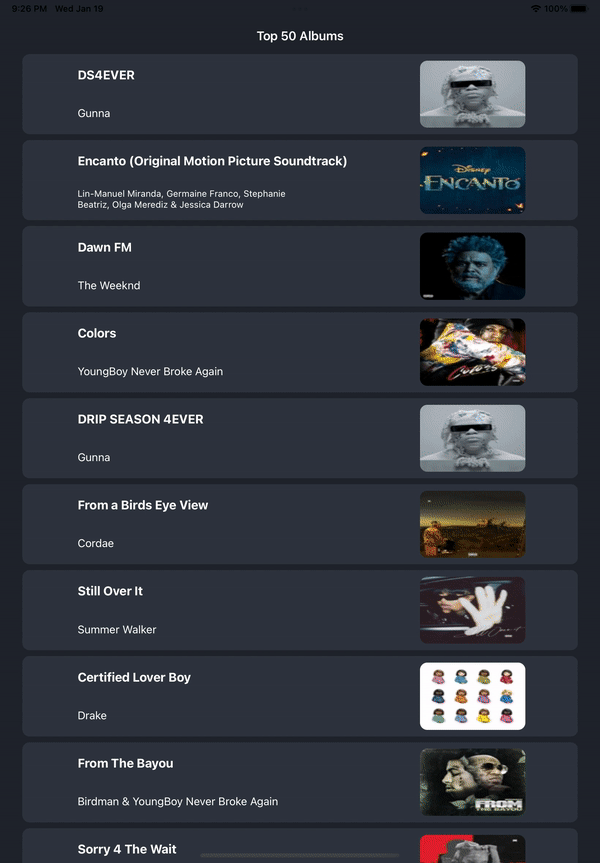 9:26 PM Wed Jan 19
100%
Top 50 Albums
DS4EVER
Gunna
Encanto (Original Motion Picture Soundtrack)
Lin-Manuel Miranda, Germaine Franco, Stephanie
Beatriz, Olga Merediz & Jessica Darrow
Disney
ENCANTO
Dawn FM
The Weeknd
Colors
YoungBoy Never Broke Again
Colors
DRIP SEASON 4EVER
Gunna
From a Birds Eye View
Cordae
Still Over It
Summer Walker
Certified Lover Boy
Drake
From The Bayou
Birdman & YoungBoy Never Broke Again
FROM
THE BAYOU
Sorry 4 The Wait